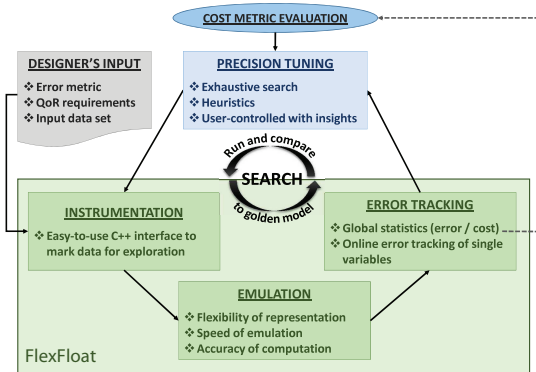 COST METRIC EVALUATION
DESIGNER'S INPUT
❖ Error metric
❖ QoR requirements
❖ Input data set
PRECISION TUNING
❖ Exhaustive search
❖ Heuristics
❖ User-controlled with insights
Run and compare
SEARCH
to golden model
INSTRUMENTATION
❖ Easy-to-use C++ interface to
mark data for exploration
ERROR TRACKING
❖ Global statistics (error / cost)
❖ Online error tracking of single
variables
EMULATION
❖ Flexibility of representation
❖ Speed of emulation
❖ Accuracy of computation
FlexFloat